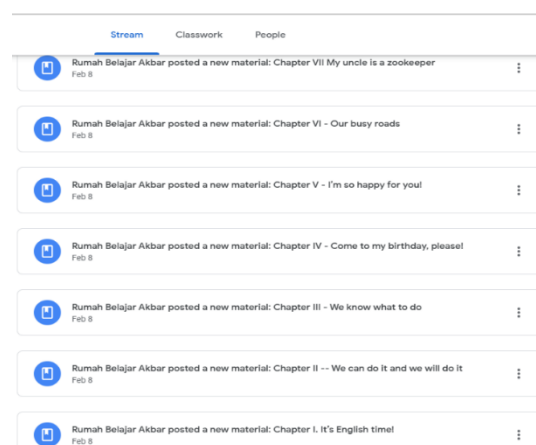 Stream Classwork People
Rumah Belajar Akbar posted a new material: Chapter VII My uncle is a zookeeper
Feb 8
Rumah Belajar Akbar posted a new material: Chapter VI - Our busy roads
Feb 8
Rumah Belajar Akbar posted a new material: Chapter V - I'm so happy for you!
Feb 8
Rumah Belajar Akbar posted a new material: Chapter IV - Come to my birthday, please!
Feb 8
Rumah Belajar Akbar posted a new material: Chapter III - We know what to do
Feb 8
Rumah Belajar Akbar posted a new material: Chapter II -- We can do it and we will do it
Feb 8
Rumah Belajar Akbar posted a new material: Chapter I. It's English time!
Feb 8